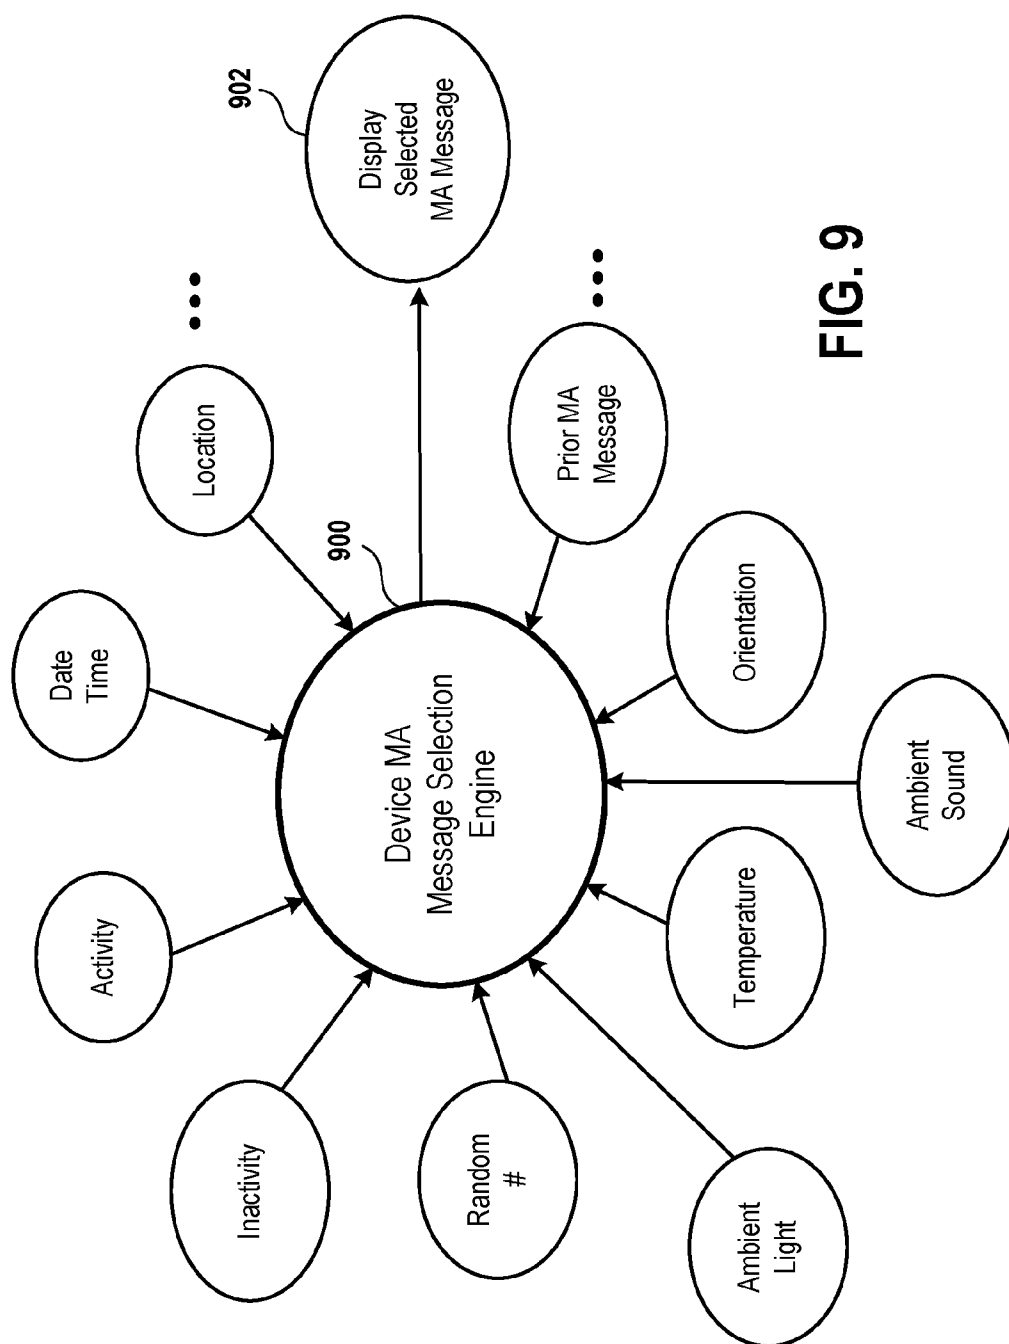 Inactivity
Activity
Date
Time
Location
...
902
Display
Selected
MA Message
900
Device MA
Message Selection
Engine
Random
#
Ambient
Light
Temperature
Ambient
Sound
Orientation
Prior MA
Message
...
FIG. 9